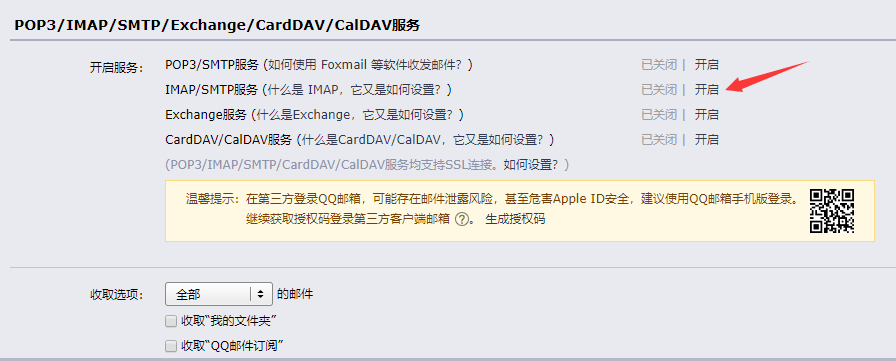 POP3/IMAP/SMTP/Exchange/CardDAV/CalDAV服务
开启服务： POP3/SMTP服务 (如何使用 Foxmail 等软件收发邮件？) 已关闭 | 开启
IMAP/SMTP服务 (什么是 IMAP，它又是如何设置？) 已关闭 | 开启
Exchange服务 (什么是Exchange，它又是如何设置？) 已关闭 | 开启
CardDAV/CalDAV服务 (什么是CardDAV/CalDAV，它又是如何设置？) 已关闭 | 开启
(POP3/IMAP/SMTP/CardDAV/CalDAV服务均支持SSL连接。如何设置？)
温馨提示：在第三方登录QQ邮箱，可能存在邮件泄露风险，甚至危害Apple ID安全，建议使用QQ邮箱手机版登录。
继续获取授权码登录第三方客户端邮箱 ? 。 生成授权码
收取选项： 全部 的邮件
收取“我的文件夹”
收取“QQ邮件订阅”